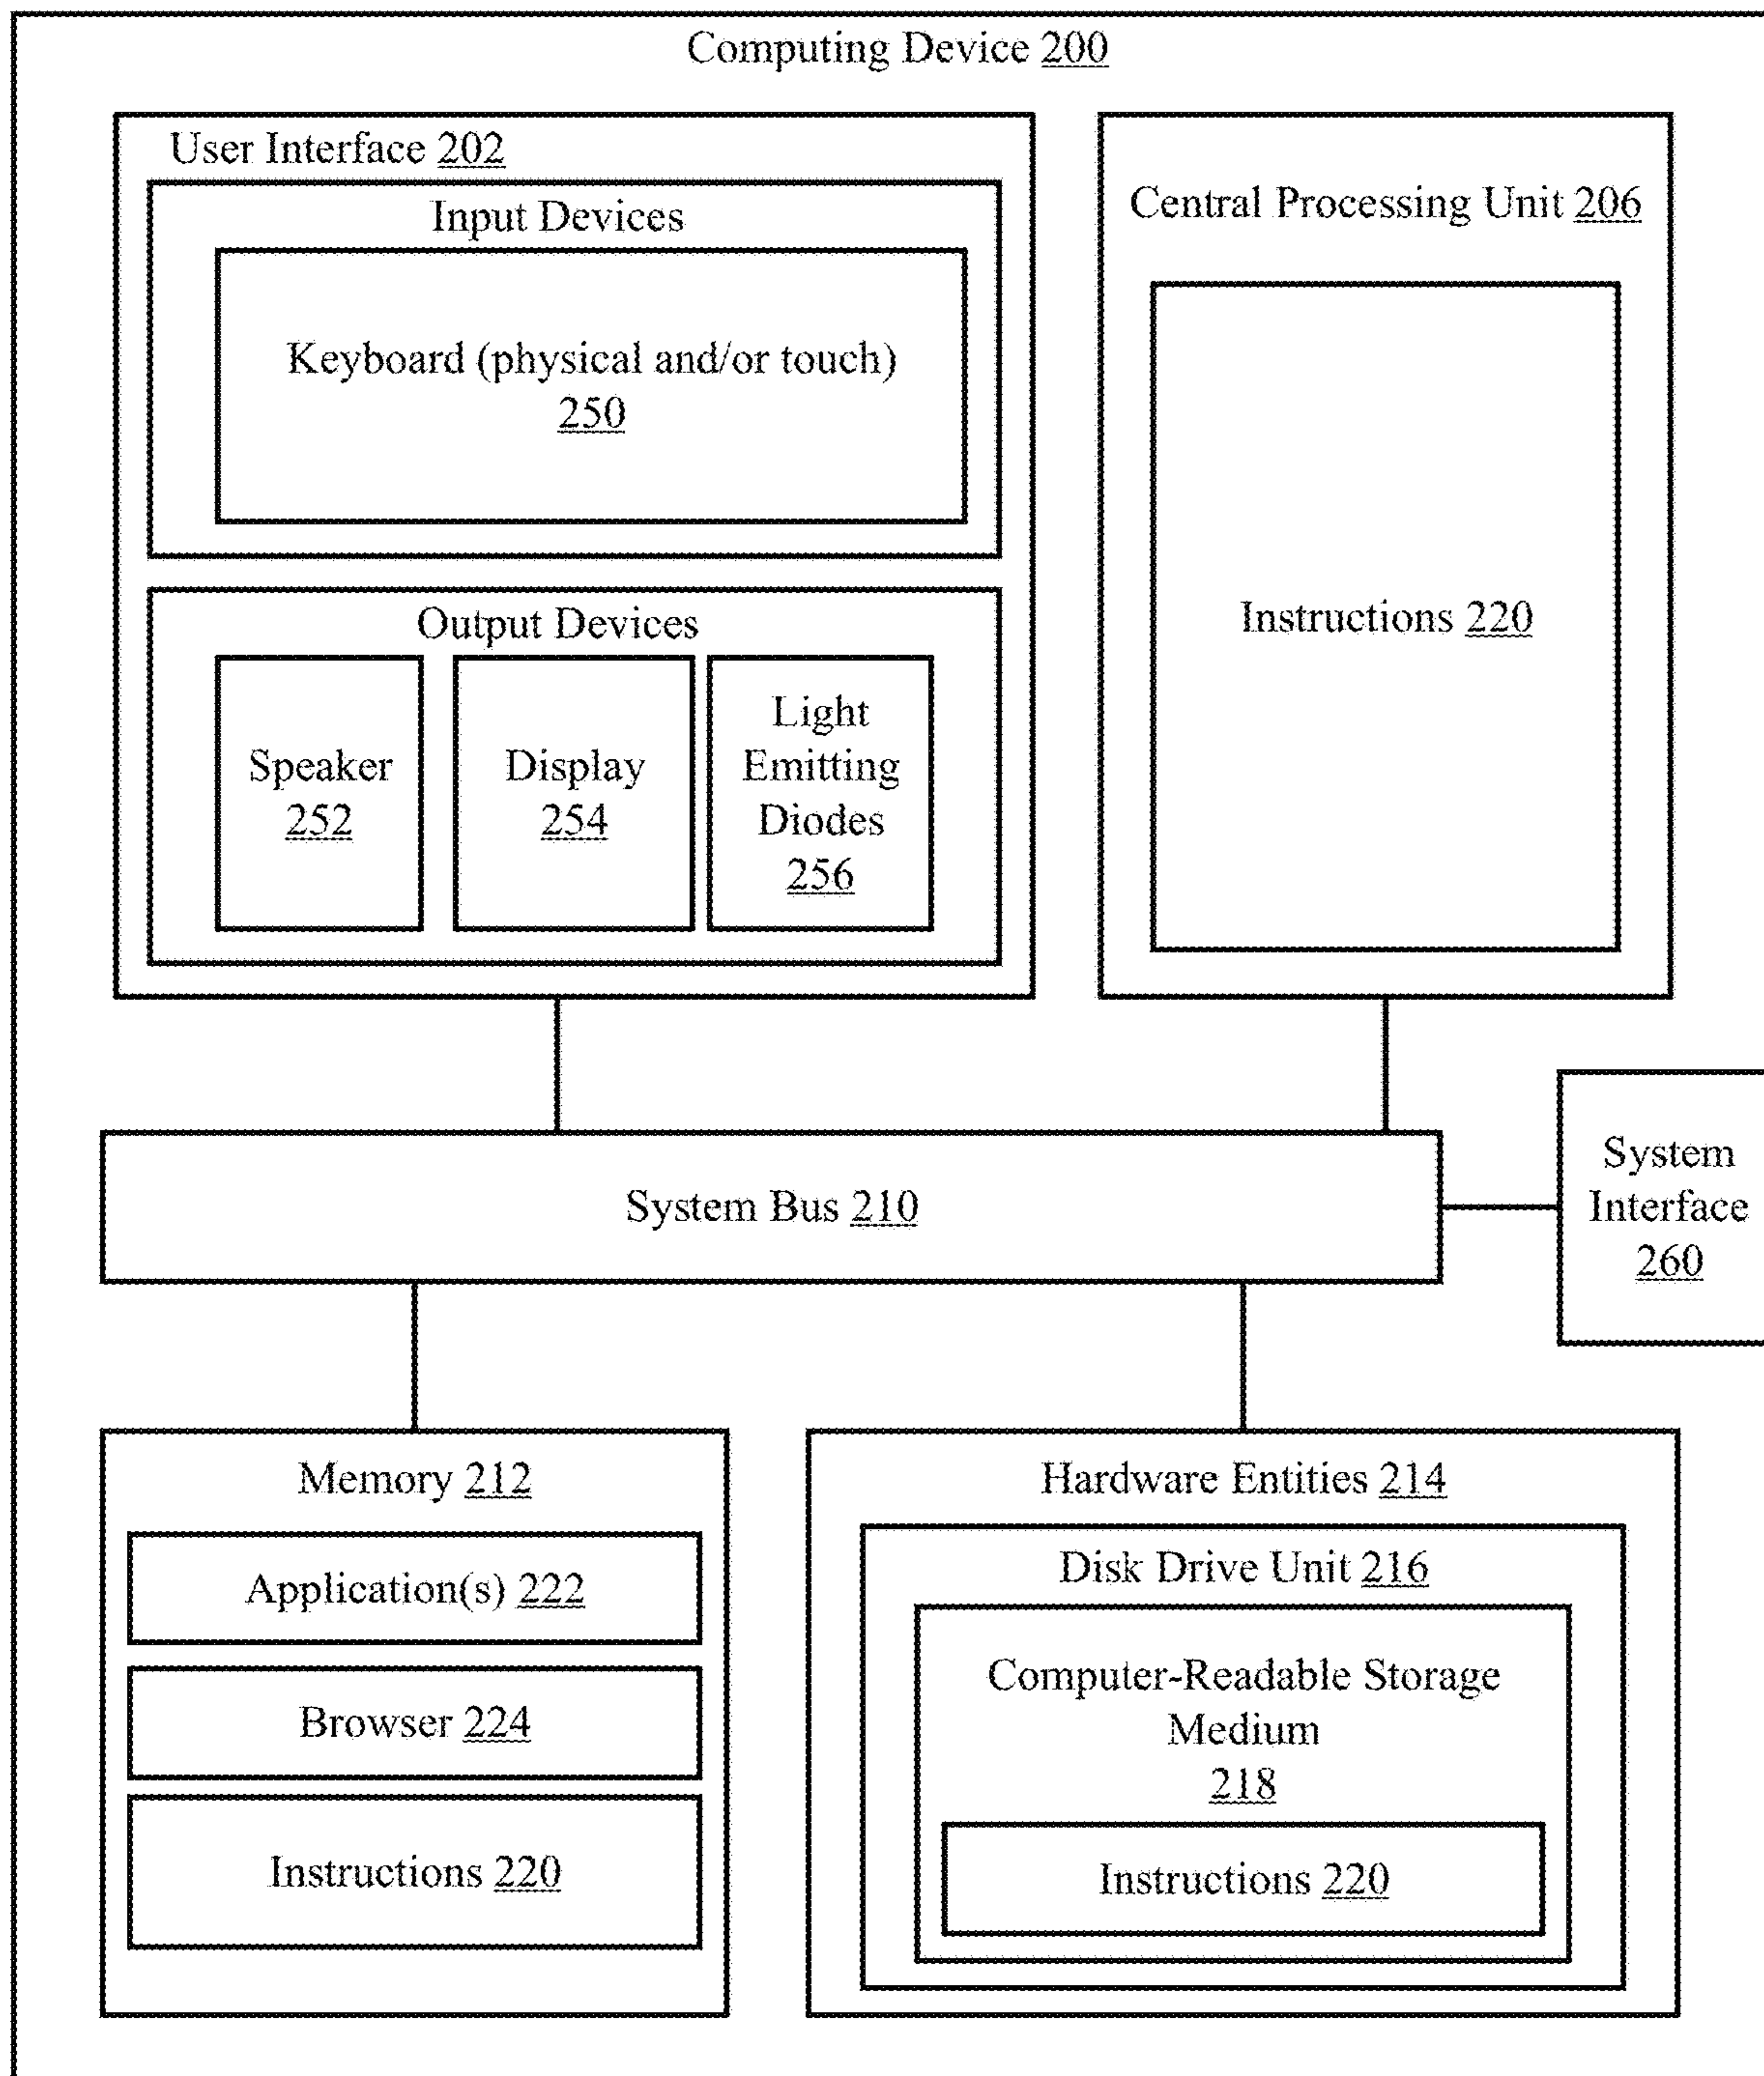 Computing Device 200
User Interface 202
Input Devices
Keyboard (physical and/or touch)
250
Output Devices
Speaker
252
Display
254
Light
Emitting
Diodes
256
Central Processing Unit 206
Instructions 220
System Bus 210
System
Interface
260
Memory 212
Application(s) 222
Browser 224
Instructions 220
Hardware Entities 214
Disk Drive Unit 216
Computer-Readable Storage
Medium
218
Instructions 220